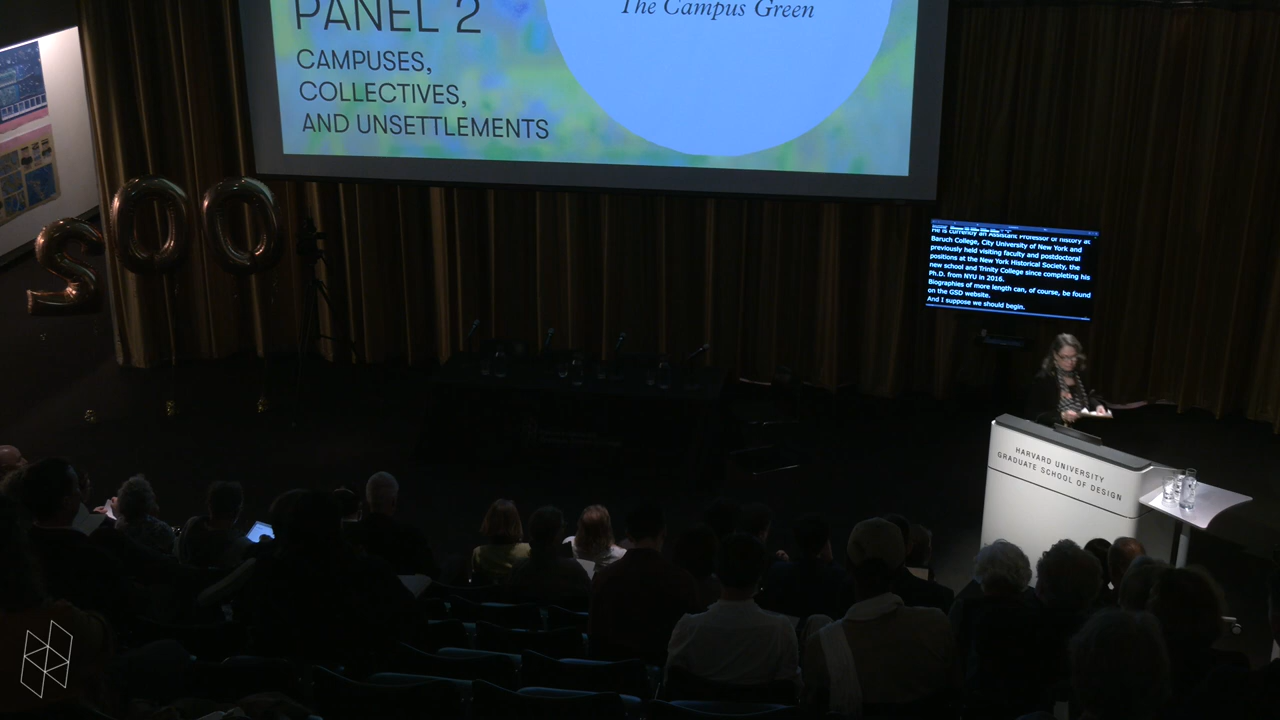 PANEL 2
CAMPUSES,
COLLECTIVES,
AND UNSETTLEMENTS
The Campus Green
200
He is currently an Assistant Professor of history at
Baruch College, City University of New York and
previously held visiting faculty and postdoctoral
positions at the New York Historical Society, the
new school and Trinity College since completing his
Ph.D. from NYU in 2016.
Biographies of more length can, of course, be found
on the GSD website.
And I suppose we should begin.
HARVARD UNIVERSITY
GRADUATE SCHOOL OF DESIGN